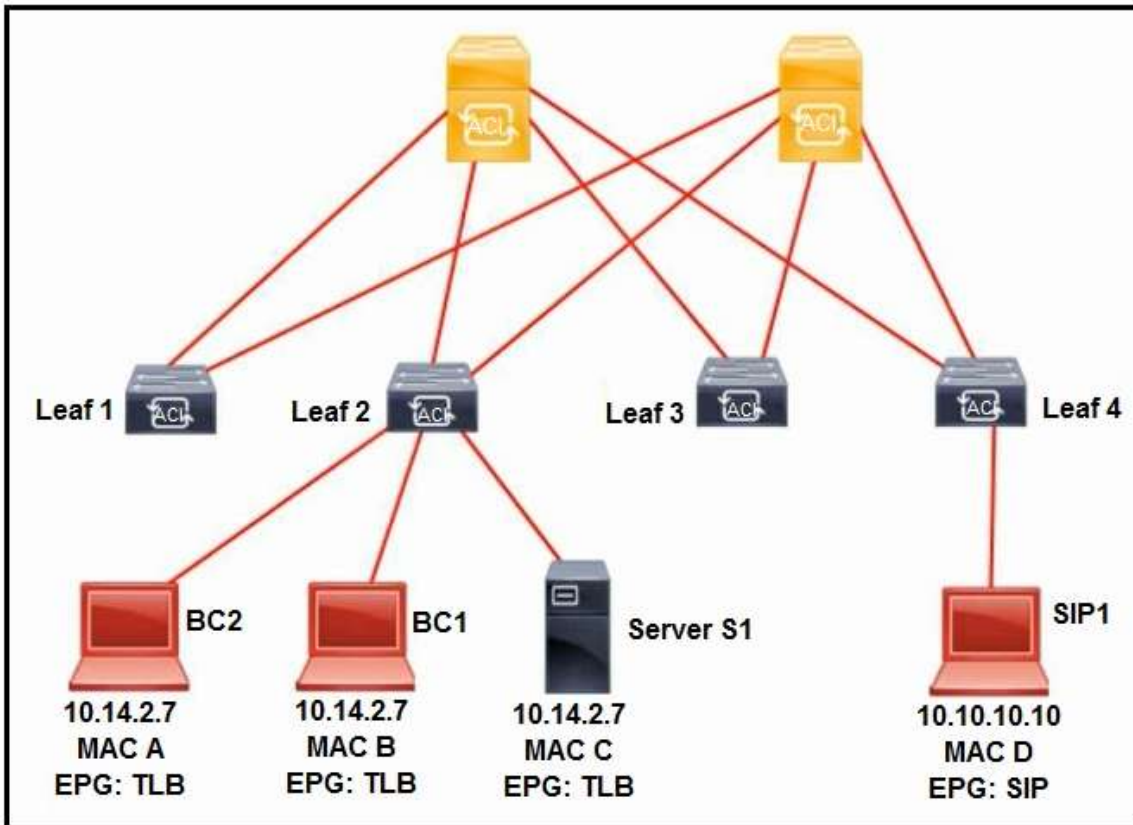 ACI
ACI
Leaf 1
ACI
Leaf 2
ACI
Leaf 3
ACI
ACI
Leaf 4
BC2
BC1
Server S1
SIP1
10.14.2.7
MAC A
EPG: TLB
10.14.2.7
MAC B
EPG: TLB
10.14.2.7
MAC C
EPG: TLB
10.10.10.10
MAC D
EPG: SIP